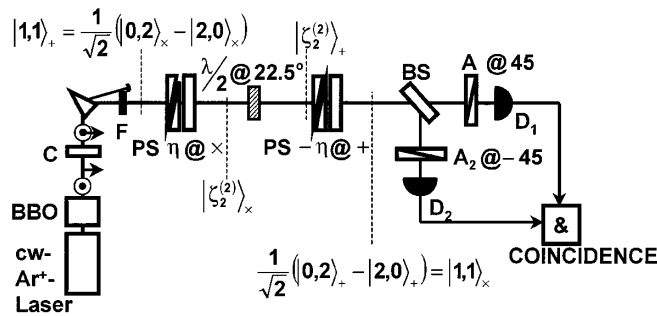 |1,1⟩₊ = 1/√2 (|0,2⟩ₓ − |2,0⟩ₓ)
|ζ₂⁽²⁾⟩₊
λ/2 @ 22.5º
BS
A @ 45
F
PS η @ ×
PS − η @ +
D₁
C
A₂ @ − 45
|ζ₂⁽²⁾⟩ₓ
D₂
BBO
&
COINCIDENCE
cw-
Ar⁺-
Laser
1/√2 (|0,2⟩₊ − |2,0⟩₊) = |1,1⟩ₓ